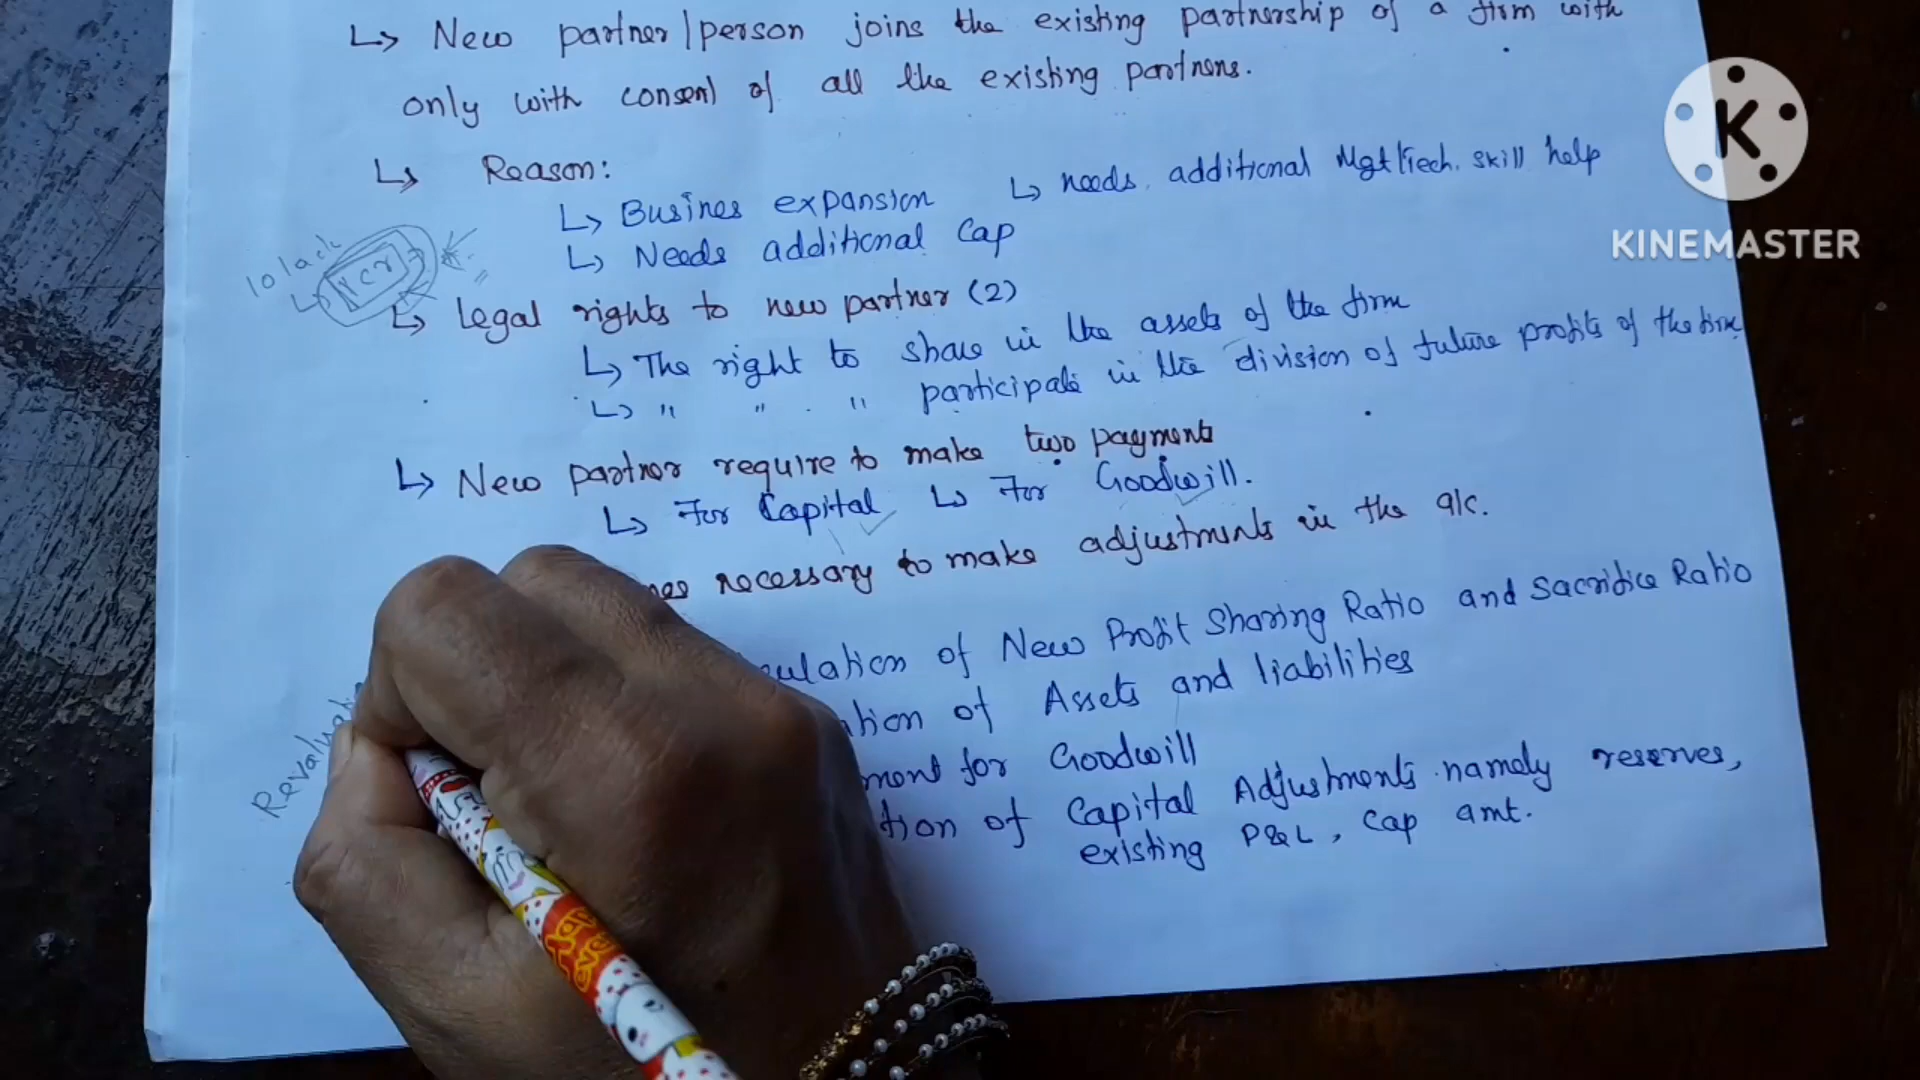 ↳ New partner/person joins the existing partnership of a firm with
only with consent of all the existing partners.
↳ Reason:
↳ Busines expansion ↳ needs additional Mgt/Tech. skill help
↳ Needs additional Cap
10 lack
1 cr
↳ Legal rights to new partner (2)
↳ The right to share in the assets of the firm
↳ " " " participate in the division of future profits of the firm
↳ New partner require to make two payments
↳ For Capital ↳ For Goodwill.
necessary to make adjustments in the a/c.
of New Profit Sharing Ratio and Sacrifice Ratio
of Assets and liabilities
for Goodwill
of Capital Adjustments namely reserves,
existing P&L, Cap amt.
K
KINEMASTER